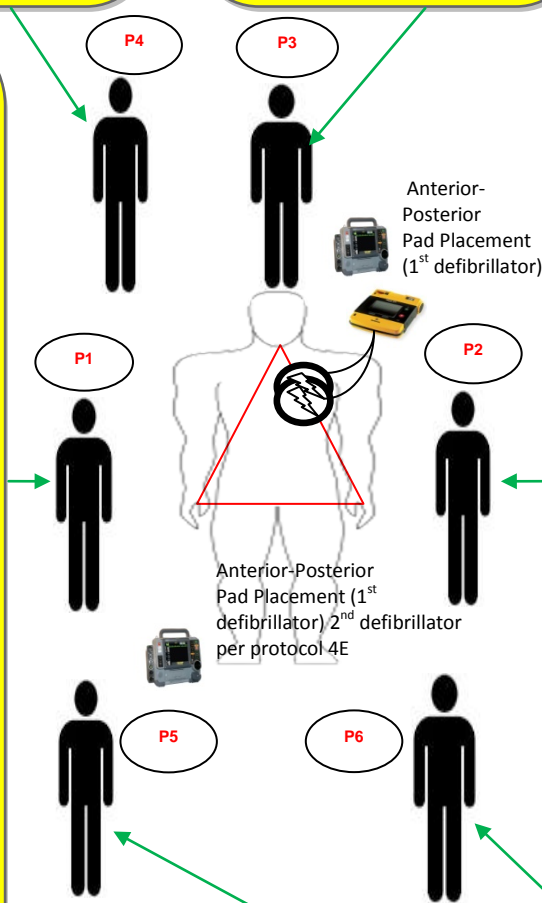 P4
P3
Anterior-
Posterior
Pad Placement
(1st defibrillator)
P1
P2
Anterior-Posterior
Pad Placement (1st
defibrillator) 2nd defibrillator
per protocol 4E
P5
P6